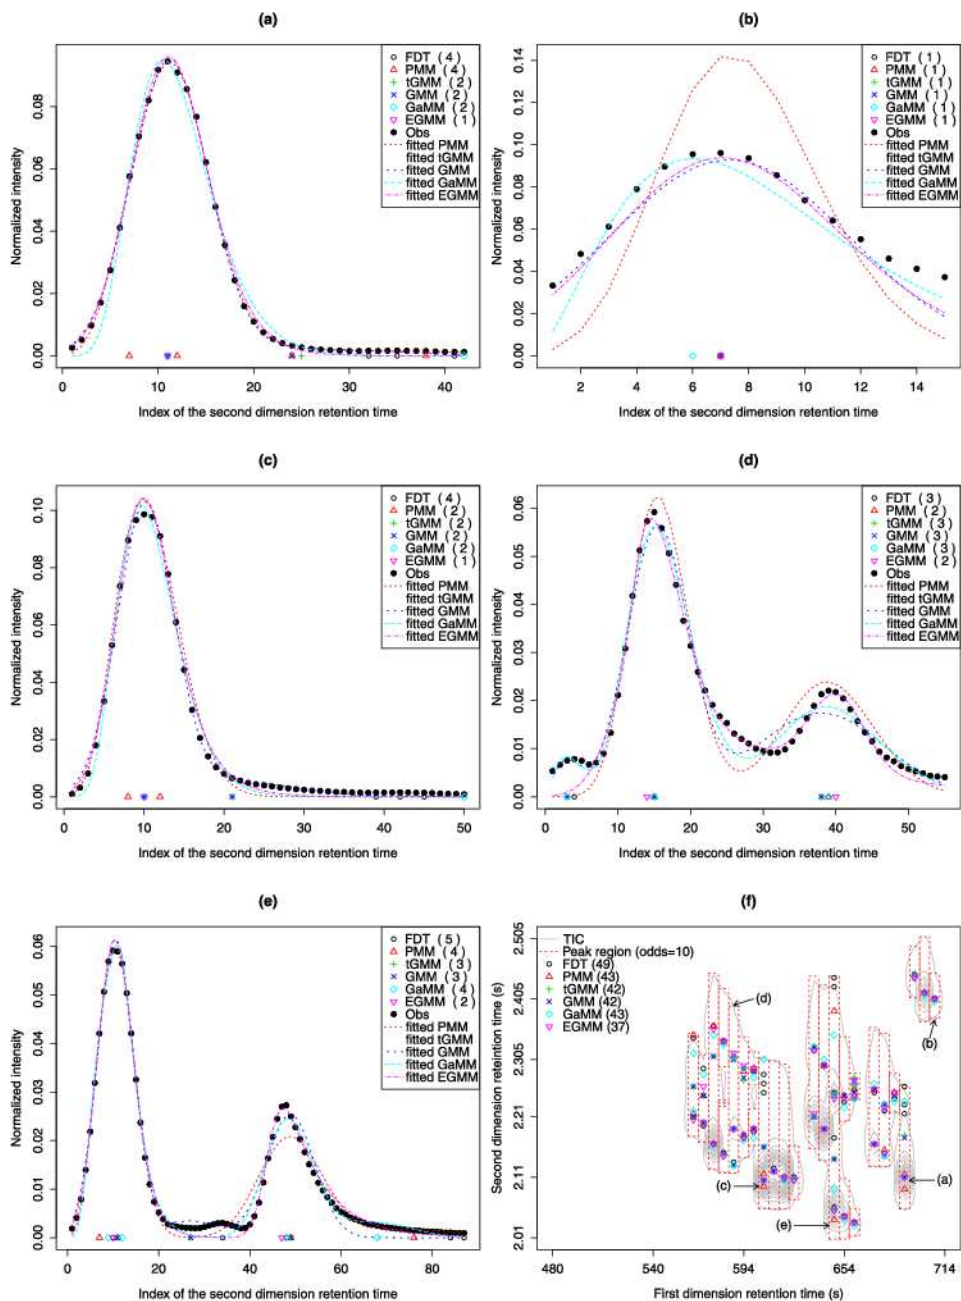 (a)
Normalized intensity
0.00 0.02 0.04 0.06 0.08
0 10 20 30 40
Index of the second dimension retention time
FDT (4)
PMM (4)
tGMM (2)
GMM (2)
GaMM (2)
EGMM (1)
Obs
fitted PMM
fitted tGMM
fitted GMM
fitted GaMM
fitted EGMM
(b)
Normalized intensity
0.00 0.02 0.04 0.06 0.08 0.10 0.12 0.14
2 4 6 8 10 12 14
Index of the second dimension retention time
FDT (1)
PMM (1)
tGMM (1)
GMM (1)
GaMM (1)
EGMM (1)
Obs
fitted PMM
fitted tGMM
fitted GMM
fitted GaMM
fitted EGMM
(c)
Normalized intensity
0.00 0.02 0.04 0.06 0.08 0.10
0 10 20 30 40 50
Index of the second dimension retention time
FDT (4)
PMM (2)
tGMM (2)
GMM (2)
GaMM (2)
EGMM (1)
Obs
fitted PMM
fitted tGMM
fitted GMM
fitted GaMM
fitted EGMM
(d)
Normalized intensity
0.00 0.01 0.02 0.03 0.04 0.05 0.06
0 10 20 30 40 50
Index of the second dimension retention time
FDT (3)
PMM (2)
tGMM (3)
GMM (3)
GaMM (3)
EGMM (2)
Obs
fitted PMM
fitted tGMM
fitted GMM
fitted GaMM
fitted EGMM
(e)
Normalized intensity
0.00 0.01 0.02 0.03 0.04 0.05 0.06
0 20 40 60 80
Index of the second dimension retention time
FDT (5)
PMM (4)
tGMM (3)
GMM (3)
GaMM (4)
EGMM (2)
Obs
fitted PMM
fitted tGMM
fitted GMM
fitted GaMM
fitted EGMM
(f)
Second dimension reteintion time (s)
2.01 2.11 2.21 2.305 2.405 2.505
480 540 594 654 714
First dimension retention time (s)
TIC
Peak region (odds=10)
FDT (49)
PMM (43)
tGMM (42)
GMM (42)
GaMM (43)
EGMM (37)
(d)
(b)
(c)
(a)
(e)